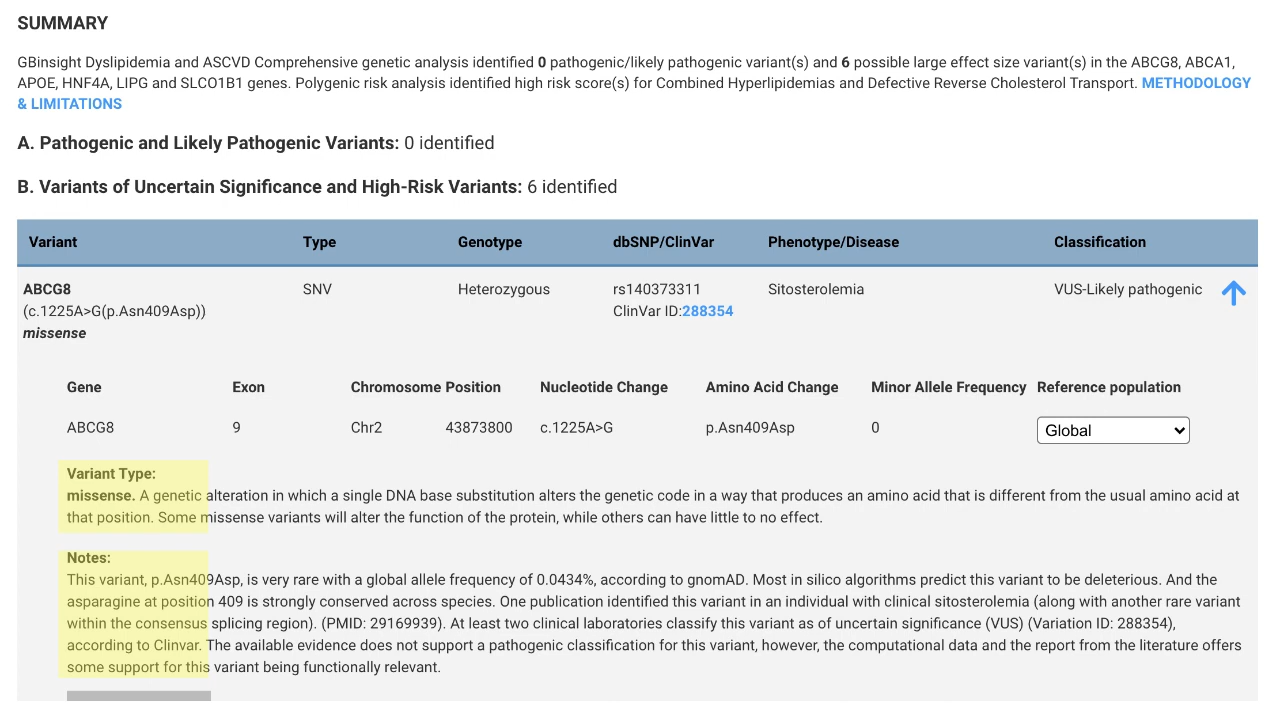 SUMMARY
GBinsight Dyslipidemia and ASCVD Comprehensive genetic analysis identified 0 pathogenic/likely pathogenic variant(s) and 6 possible large effect size variant(s) in the ABCG8, ABCA1,
APOE, HNF4A, LIPG and SLCO1B1 genes. Polygenic risk analysis identified high risk score(s) for Combined Hyperlipidemias and Defective Reverse Cholesterol Transport. METHODOLOGY
& LIMITATIONS
A. Pathogenic and Likely Pathogenic Variants: 0 identified
B. Variants of Uncertain Significance and High-Risk Variants: 6 identified
Variant Type Genotype dbSNP/ClinVar Phenotype/Disease Classification
ABCG8 SNV Heterozygous rs140373311 Sitosterolemia VUS-Likely pathogenic
(c.1225A>G(p.Asn409Asp)) ClinVar ID:288354
missense
Gene Exon Chromosome Position Nucleotide Change Amino Acid Change Minor Allele Frequency Reference population
ABCG8 9 Chr2 43873800 c.1225A>G p.Asn409Asp 0 Global
Variant Type:
missense. A genetic alteration in which a single DNA base substitution alters the genetic code in a way that produces an amino acid that is different from the usual amino acid at
that position. Some missense variants will alter the function of the protein, while others can have little to no effect.
Notes:
This variant, p.Asn409Asp, is very rare with a global allele frequency of 0.0434%, according to gnomAD. Most in silico algorithms predict this variant to be deleterious. And the
asparagine at position 409 is strongly conserved across species. One publication identified this variant in an individual with clinical sitosterolemia (along with another rare variant
within the consensus splicing region). (PMID: 29169939). At least two clinical laboratories classify this variant as of uncertain significance (VUS) (Variation ID: 288354),
according to Clinvar. The available evidence does not support a pathogenic classification for this variant, however, the computational data and the report from the literature offers
some support for this variant being functionally relevant.